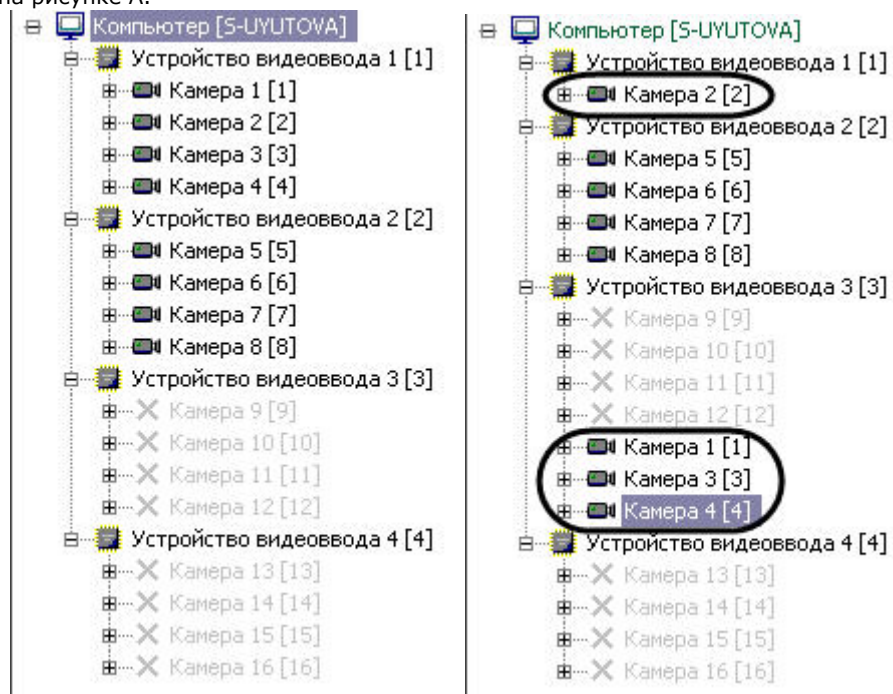 на рисунке А.
Компьютер [S-UYUTOVA]
Устройство видеоввода 1 [1]
Камера 1 [1]
Камера 2 [2]
Камера 3 [3]
Камера 4 [4]
Устройство видеоввода 2 [2]
Камера 5 [5]
Камера 6 [6]
Камера 7 [7]
Камера 8 [8]
Устройство видеоввода 3 [3]
Камера 9 [9]
Камера 10 [10]
Камера 11 [11]
Камера 12 [12]
Устройство видеоввода 4 [4]
Камера 13 [13]
Камера 14 [14]
Камера 15 [15]
Камера 16 [16]
Компьютер [S-UYUTOVA]
Устройство видеоввода 1 [1]
Камера 2 [2]
Устройство видеоввода 2 [2]
Камера 5 [5]
Камера 6 [6]
Камера 7 [7]
Камера 8 [8]
Устройство видеоввода 3 [3]
Камера 9 [9]
Камера 10 [10]
Камера 11 [11]
Камера 12 [12]
Камера 1 [1]
Камера 3 [3]
Камера 4 [4]
Устройство видеоввода 4 [4]
Камера 13 [13]
Камера 14 [14]
Камера 15 [15]
Камера 16 [16]